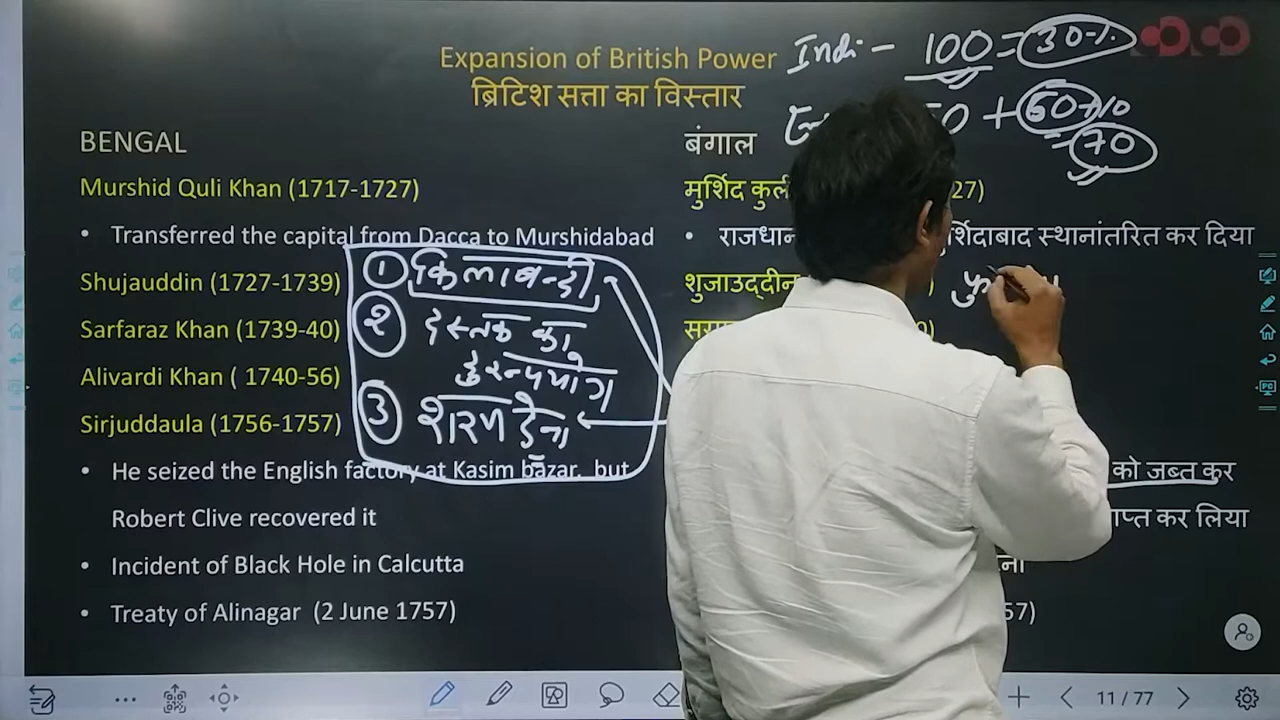 Expansion of British Power
ब्रिटिश सत्ता का विस्तार
Indi - 100 = 30%
50 + 60+10
= 70
BENGAL
Murshid Quli Khan (1717-1727)
• Transferred the capital from Dacca to Murshidabad
Shujauddin (1727-1739)
Sarfaraz Khan (1739-40)
Alivardi Khan ( 1740-56)
Sirjuddaula (1756-1757)
• He seized the English factory at Kasim bazar, but
Robert Clive recovered it
• Incident of Black Hole in Calcutta
• Treaty of Alinagar (2 June 1757)
① किलाबन्दी
② दस्तक का
दुरुपयोग
③ शरण देना
बंगाल
मुर्शिद 27)
• स्थानांतरित कर दिया
शुजाउद्दीन
को जब्त कर
कर लिया
57)
11 / 77